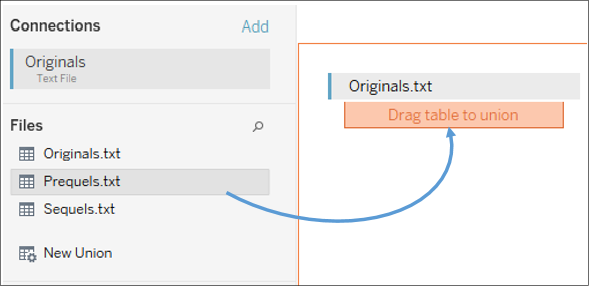 Connections
Add
Originals
Text File
Files
Originals.txt
Prequels.txt
Sequels.txt
New Union
Originals.txt
Drag table to union